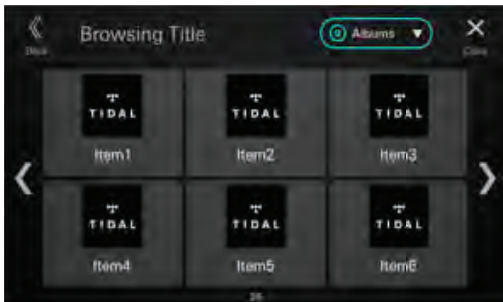 Back
Browsing Title
Albums
Close
TIDAL
TIDAL
TIDAL
Item1
Item2
Item3
TIDAL
TIDAL
TIDAL
Item4
Item5
Item6